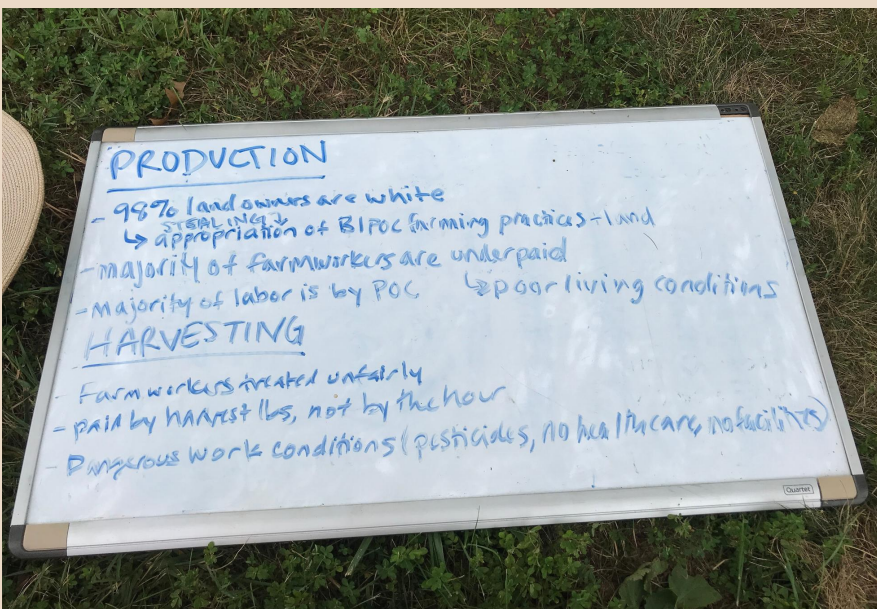 PRODUCTION
- 98% landowners are white
STEALING ↓
↳ appropriation of BIPOC farming practices + land
- majority of farmworkers are underpaid
↳ poor living conditions
- Majority of labor is by POC
HARVESTING
- Farmworkers treated unfairly
- paid by harvest lbs, not by the hour
- Dangerous work conditions (pesticides, no healthcare, no facilities)
Quartet